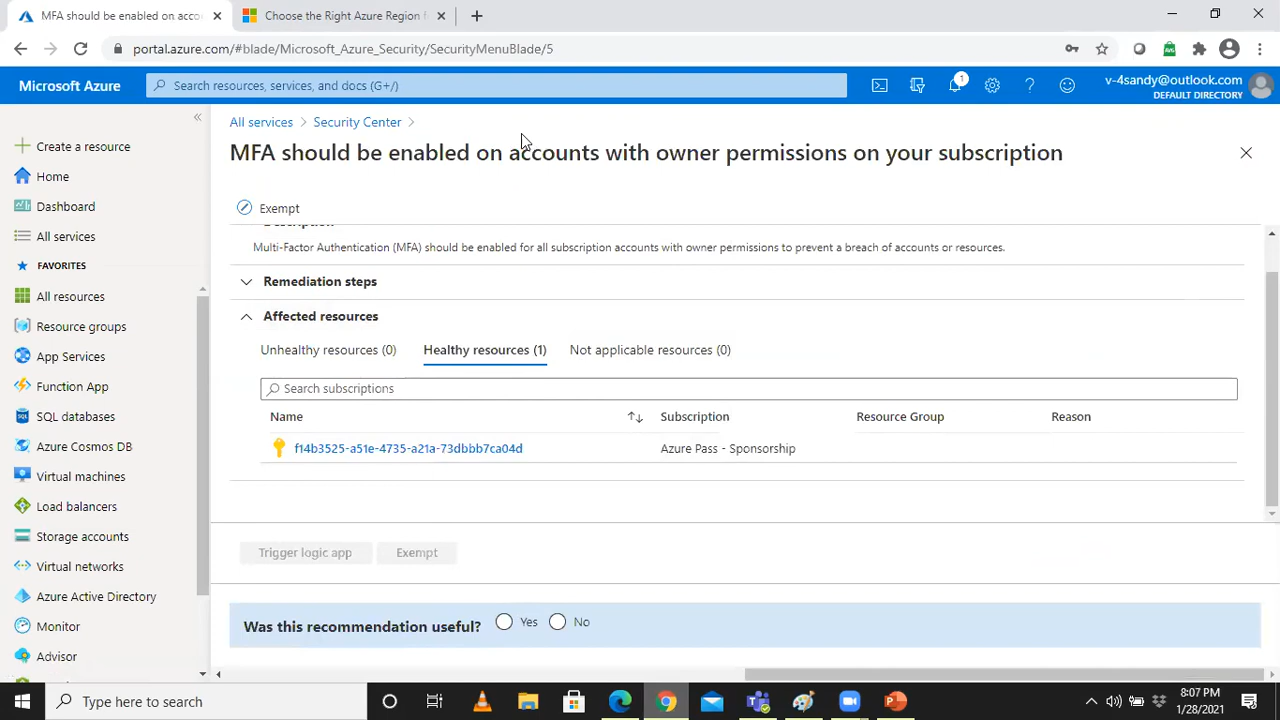 MFA should be enabled on acco
Choose the Right Azure Region f
portal.azure.com/#blade/Microsoft_Azure_Security/SecurityMenuBlade/5
Microsoft Azure
Search resources, services, and docs (G+/)
1
v-4sandy@outlook.com
DEFAULT DIRECTORY
All services > Security Center >
MFA should be enabled on accounts with owner permissions on your subscription
Create a resource
Home
Dashboard
All services
FAVORITES
All resources
Resource groups
App Services
Function App
SQL databases
Azure Cosmos DB
Virtual machines
Load balancers
Storage accounts
Virtual networks
Azure Active Directory
Monitor
Advisor
Exempt
Description
Multi-Factor Authentication (MFA) should be enabled for all subscription accounts with owner permissions to prevent a breach of accounts or resources.
Remediation steps
Affected resources
Unhealthy resources (0) Healthy resources (1) Not applicable resources (0)
Search subscriptions
Name Subscription Resource Group Reason
f14b3525-a51e-4735-a21a-73dbbb7ca04d Azure Pass - Sponsorship
Trigger logic app Exempt
Was this recommendation useful? Yes No
Type here to search
8:07 PM
1/28/2021